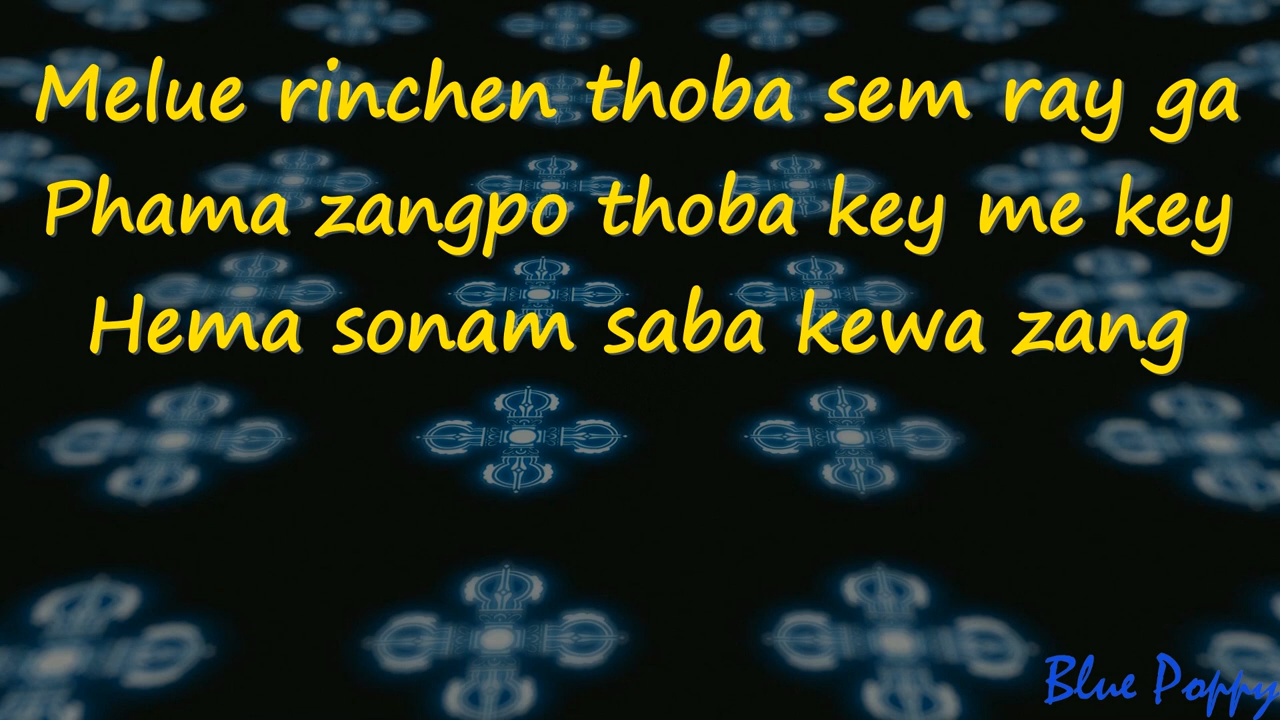 Melue rinchen thoba sem ray ga
Phama zangpo thoba key me key
Hema sonam saba kewa zang
Blue Poppy